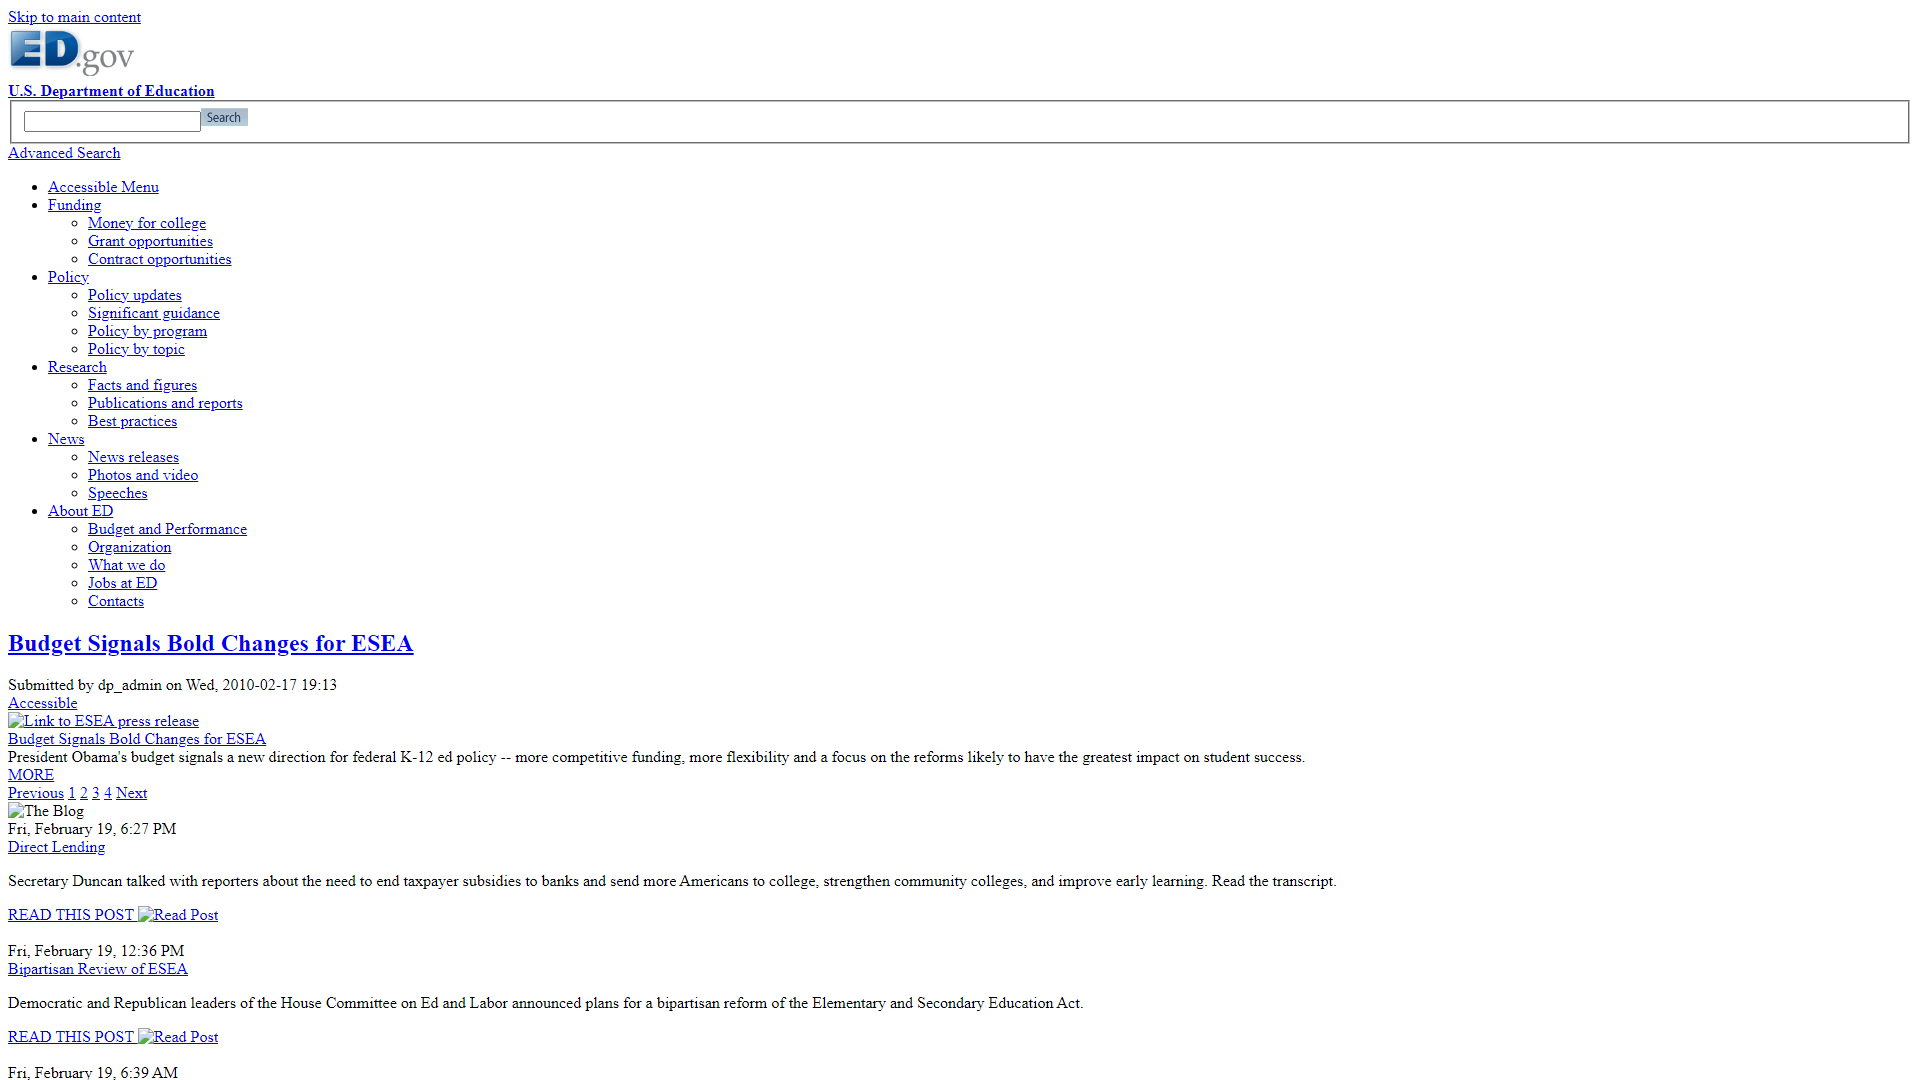 Skip to main content
ED.gov
U.S. Department of Education
Search
Advanced Search
Accessible Menu
Funding
Money for college
Grant opportunities
Contract opportunities
Policy
Policy updates
Significant guidance
Policy by program
Policy by topic
Research
Facts and figures
Publications and reports
Best practices
News
News releases
Photos and video
Speeches
About ED
Budget and Performance
Organization
What we do
Jobs at ED
Contacts
Budget Signals Bold Changes for ESEA
Submitted by dp_admin on Wed, 2010-02-17 19:13
Accessible
Link to ESEA press release
Budget Signals Bold Changes for ESEA
President Obama's budget signals a new direction for federal K-12 ed policy -- more competitive funding, more flexibility and a focus on the reforms likely to have the greatest impact on student success.
MORE
Previous 1 2 3 4 Next
The Blog
Fri, February 19, 6:27 PM
Direct Lending
Secretary Duncan talked with reporters about the need to end taxpayer subsidies to banks and send more Americans to college, strengthen community colleges, and improve early learning. Read the transcript.
READ THIS POST Read Post
Fri, February 19, 12:36 PM
Bipartisan Review of ESEA
Democratic and Republican leaders of the House Committee on Ed and Labor announced plans for a bipartisan reform of the Elementary and Secondary Education Act.
READ THIS POST Read Post
Fri, February 19, 6:39 AM